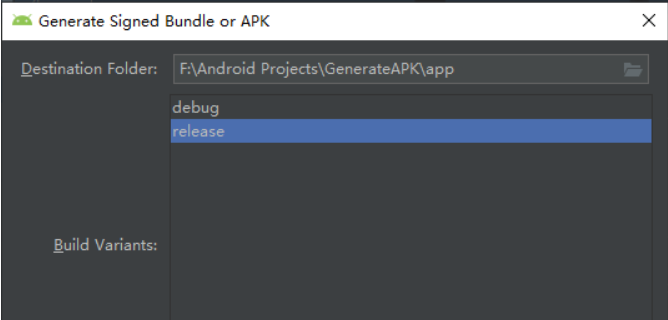 Generate Signed Bundle or APK
Destination Folder: F:\Android Projects\GenerateAPK\app
debug
release
Build Variants: